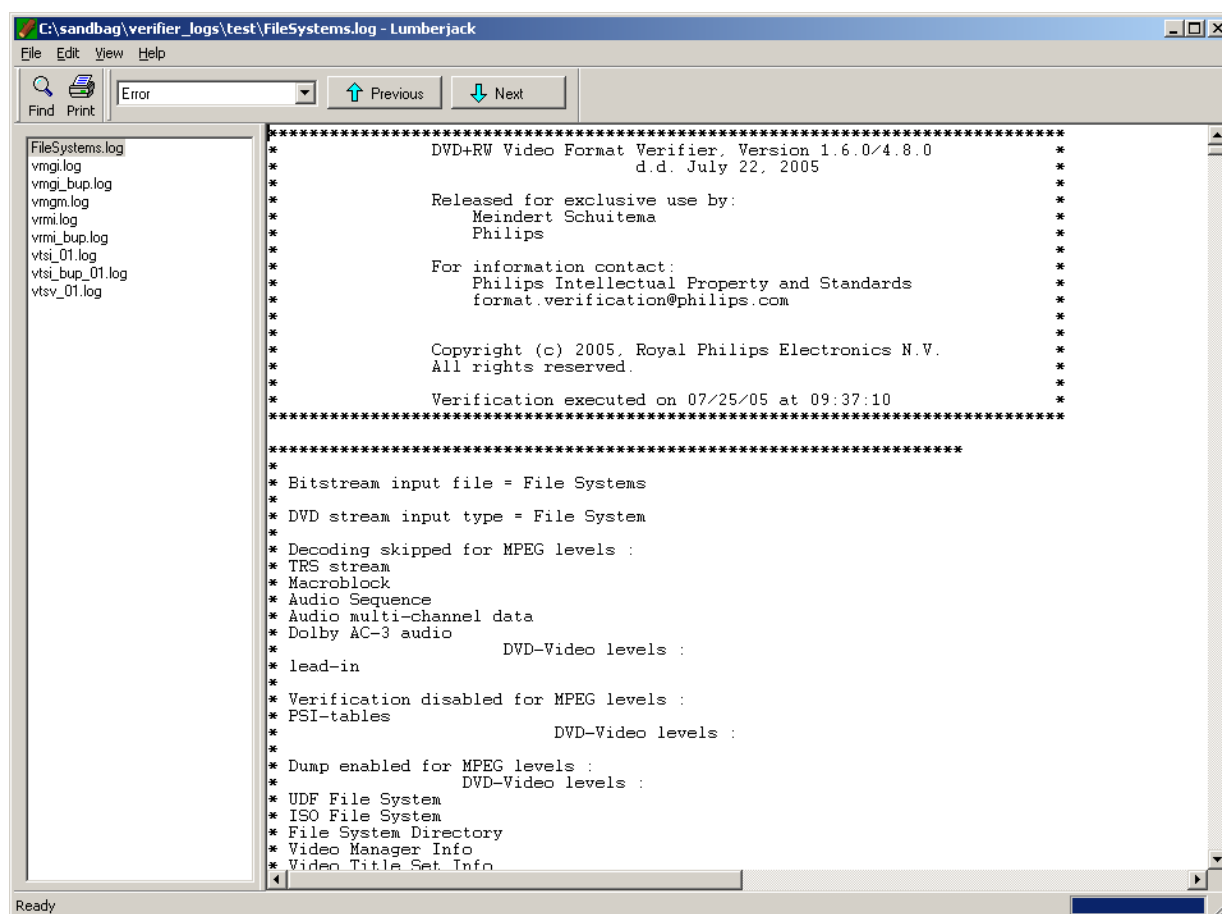 C:\sandbag\verifier_logs\test\FileSystems.log - Lumberjack
File Edit View Help
Find Print Error Previous Next
FileSystems.log
vmgi.log
vmgi_bup.log
vmgm.log
vrmi.log
vrmi_bup.log
vtsi_01.log
vtsi_bup_01.log
vtsv_01.log
******************************************************************************
* DVD+RW Video Format Verifier, Version 1.6.0/4.8.0 *
* d.d. July 22, 2005 *
* *
* Released for exclusive use by: *
* Meindert Schuitema *
* Philips *
* *
* For information contact: *
* Philips Intellectual Property and Standards *
* format.verification@philips.com *
* *
* *
* Copyright (c) 2005, Royal Philips Electronics N.V. *
* All rights reserved. *
* *
* Verification executed on 07/25/05 at 09:37:10 *
******************************************************************************
********************************************************************
*
* Bitstream input file = File Systems
*
* DVD stream input type = File System
*
* Decoding skipped for MPEG levels :
* TRS stream
* Macroblock
* Audio Sequence
* Audio multi-channel data
* Dolby AC-3 audio
* DVD-Video levels :
* lead-in
*
* Verification disabled for MPEG levels :
* PSI-tables
* DVD-Video levels :
*
* Dump enabled for MPEG levels :
* DVD-Video levels :
* UDF File System
* ISO File System
* File System Directory
* Video Manager Info
* Video Title Set Info
Ready